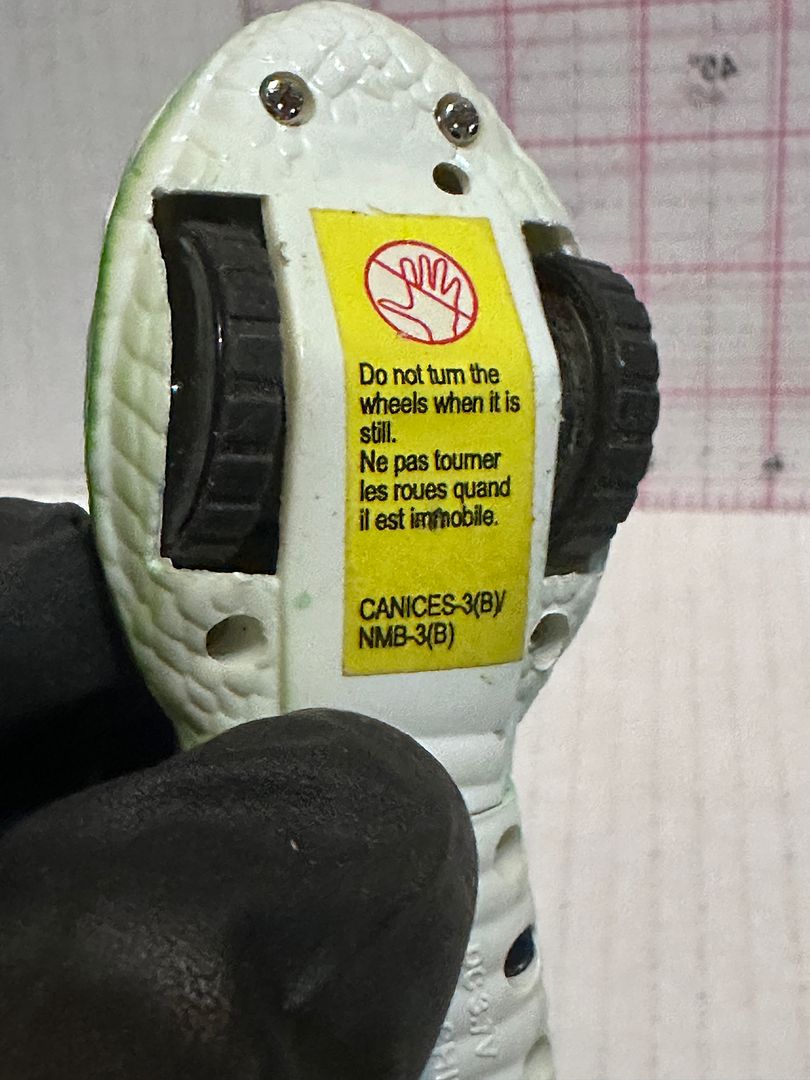 Do not turn the
wheels when it is
still.
Ne pas tourner
les roues quand
il est immobile.
CANICES-3(B)/
NMB-3(B)
45°